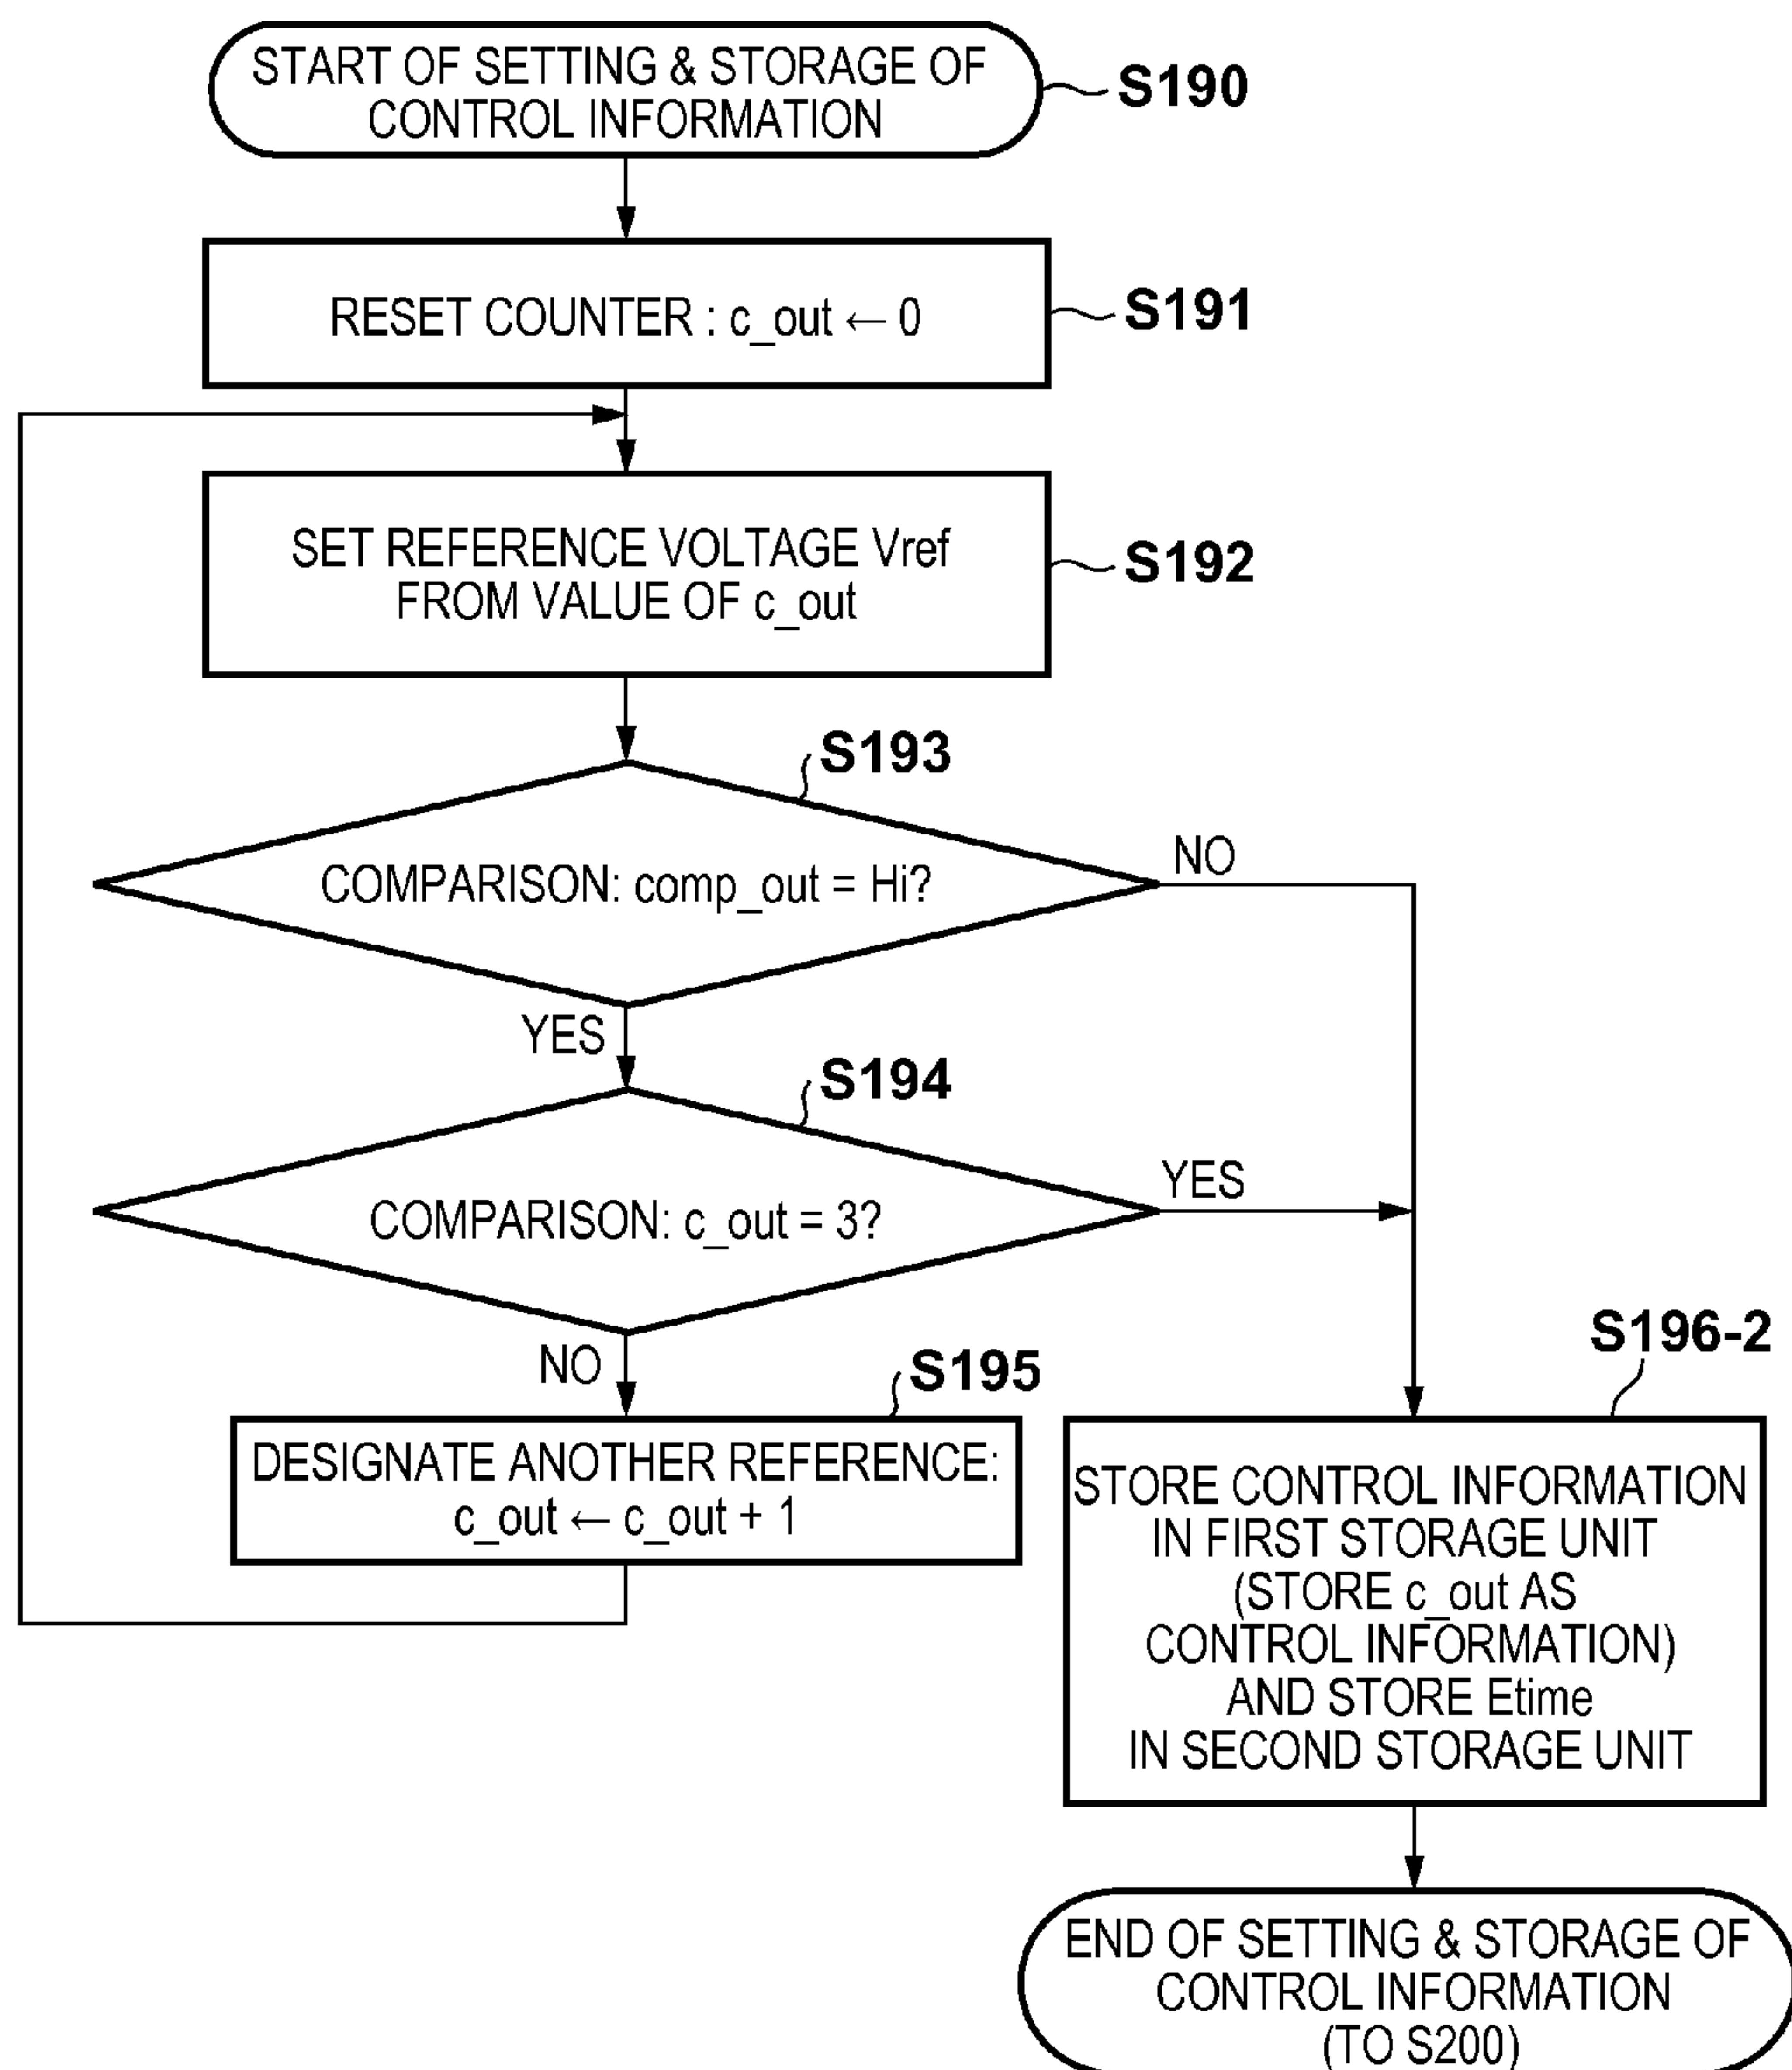 START OF SETTING & STORAGE OF
CONTROL INFORMATION
S190
RESET COUNTER : c_out ← 0
S191
SET REFERENCE VOLTAGE Vref
FROM VALUE OF c_out
S192
S193
COMPARISON: comp_out = Hi?
NO
YES
S194
COMPARISON: c_out = 3?
YES
NO
S195
DESIGNATE ANOTHER REFERENCE:
c_out ← c_out + 1
S196-2
STORE CONTROL INFORMATION
IN FIRST STORAGE UNIT
(STORE c_out AS
CONTROL INFORMATION)
AND STORE Etime
IN SECOND STORAGE UNIT
END OF SETTING & STORAGE OF
CONTROL INFORMATION
(TO S200)